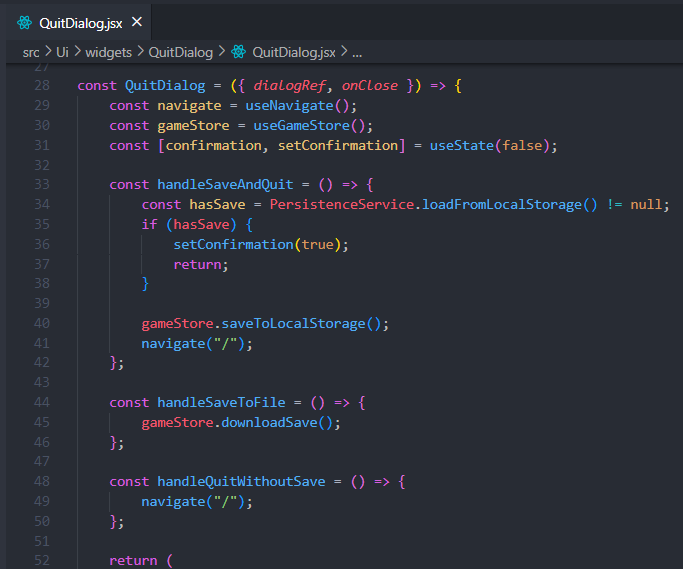 QuitDialog.jsx
src > Ui > widgets > QuitDialog > QuitDialog.jsx > ...
27
28 const QuitDialog = ({ dialogRef, onClose }) => {
29     const navigate = useNavigate();
30     const gameStore = useGameStore();
31     const [confirmation, setConfirmation] = useState(false);
32
33     const handleSaveAndQuit = () => {
34         const hasSave = PersistenceService.loadFromLocalStorage() != null;
35         if (hasSave) {
36             setConfirmation(true);
37             return;
38         }
39
40         gameStore.saveToLocalStorage();
41         navigate("/");
42     };
43
44     const handleSaveToFile = () => {
45         gameStore.downloadSave();
46     };
47
48     const handleQuitWithoutSave = () => {
49         navigate("/");
50     };
51
52     return (